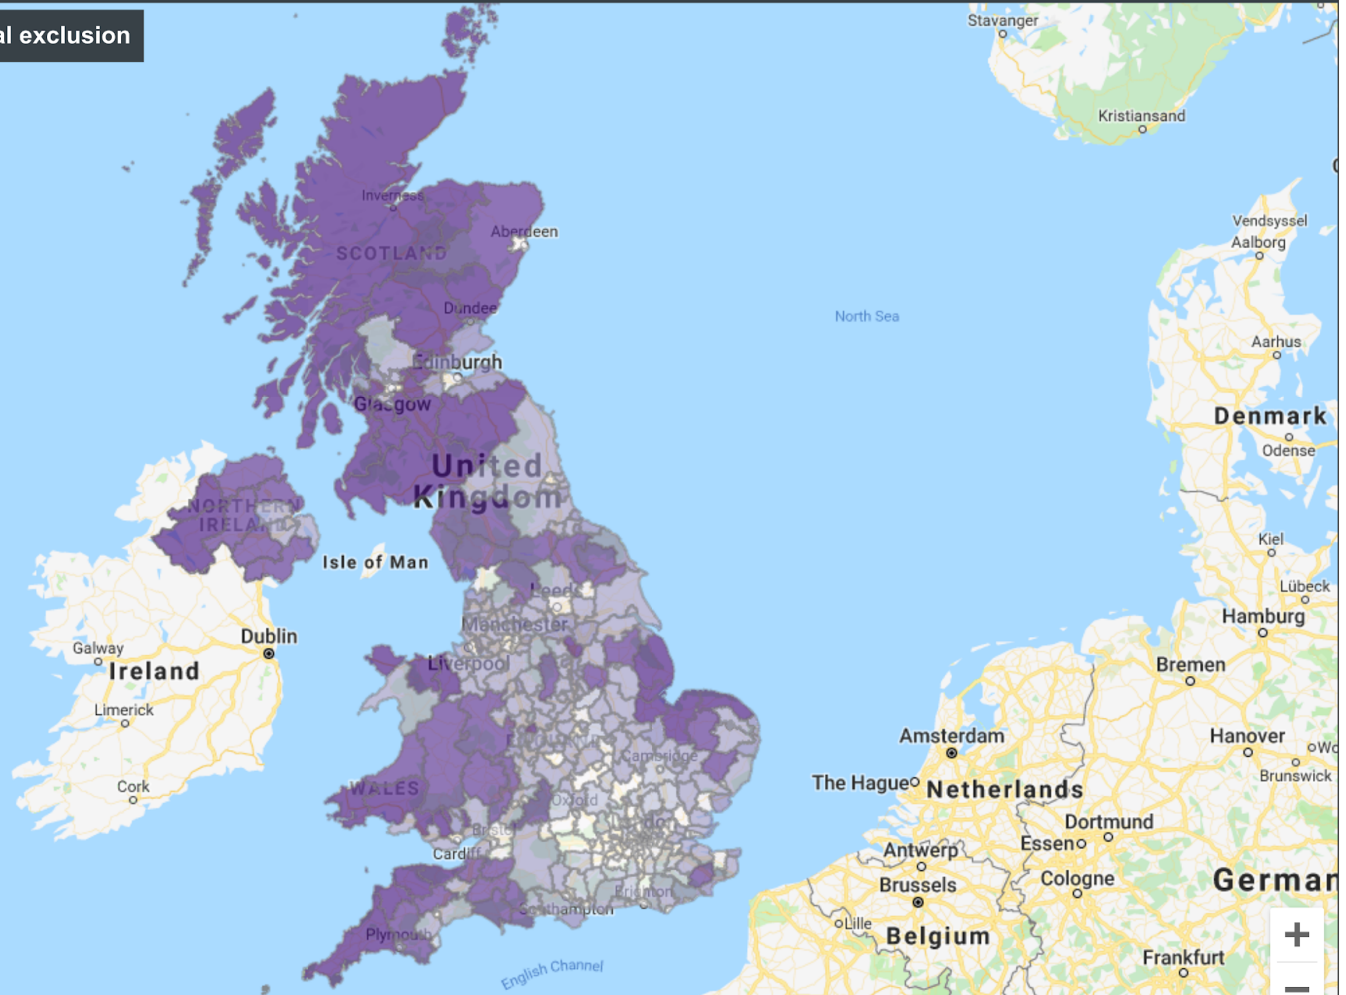 al exclusion
Stavanger
Kristiansand
Inverness
Aberdeen
SCOTLAND
Vendsyssel
Aalborg
Dundee
North Sea
Aarhus
Edinburgh
Glasgow
Denmark
Odense
United
Kingdom
NORTHERN
IRELAND
Isle of Man
Kiel
Leeds
Lübeck
Hamburg
Manchester
Dublin
Galway
Ireland
Liverpool
Bremen
Limerick
Amsterdam
Hanover
Cambridge
Wo
Brunswick
Cork
WALES
The Hague
Netherlands
Oxford
Dortmund
Bristol
Essen
Cardiff
Antwerp
Brussels
Cologne
German
Brighton
Southampton
Lille
Plymouth
Belgium
English Channel
Frankfurt
+
−